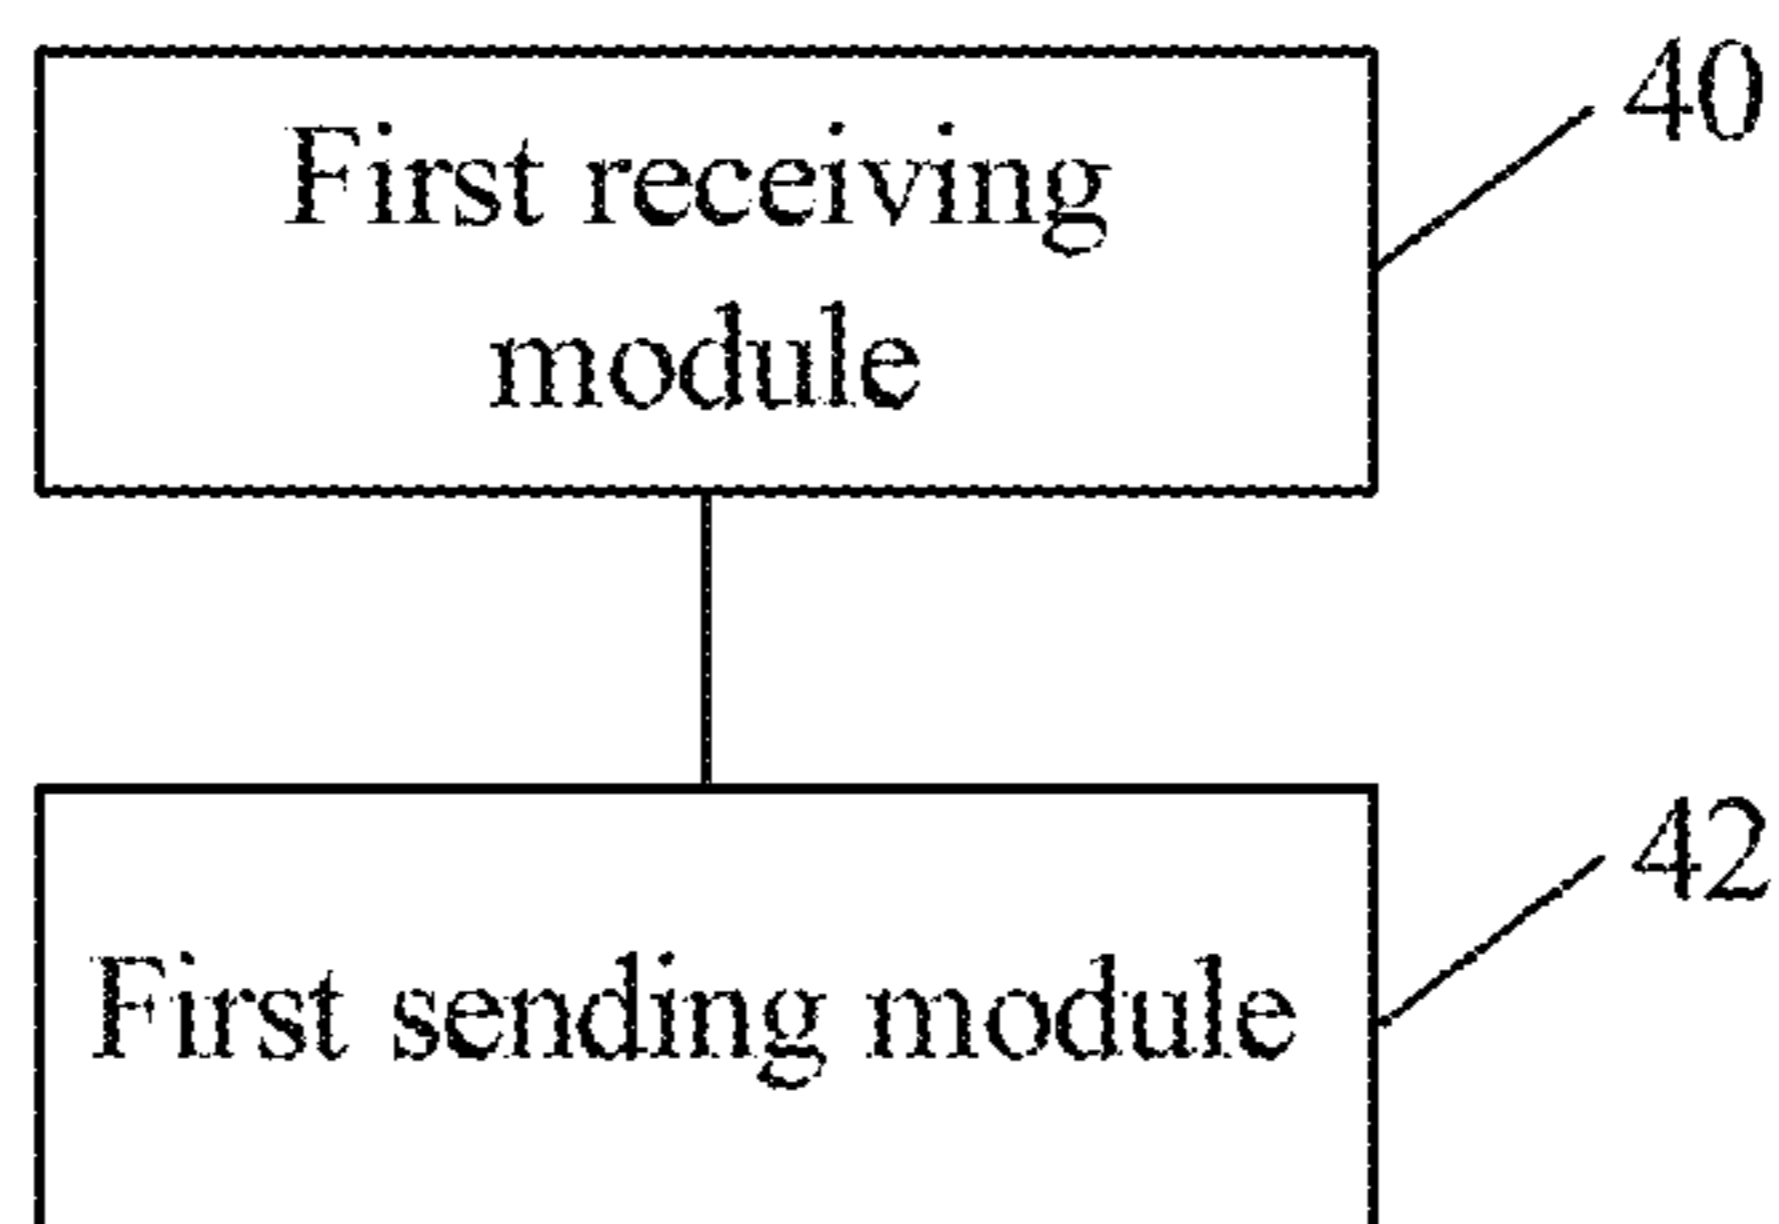 40
First receiving
module
42
First sending module